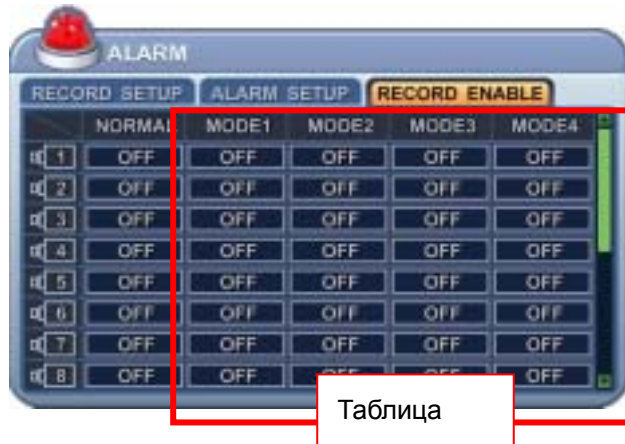 ALARM
RECORD SETUP ALARM SETUP RECORD ENABLE
NORMAL MODE1 MODE2 MODE3 MODE4
1 OFF OFF OFF OFF OFF
2 OFF OFF OFF OFF OFF
3 OFF OFF OFF OFF OFF
4 OFF OFF OFF OFF OFF
5 OFF OFF OFF OFF OFF
6 OFF OFF OFF OFF OFF
7 OFF OFF OFF OFF OFF
8 OFF OFF OFF OFF OFF
Таблица